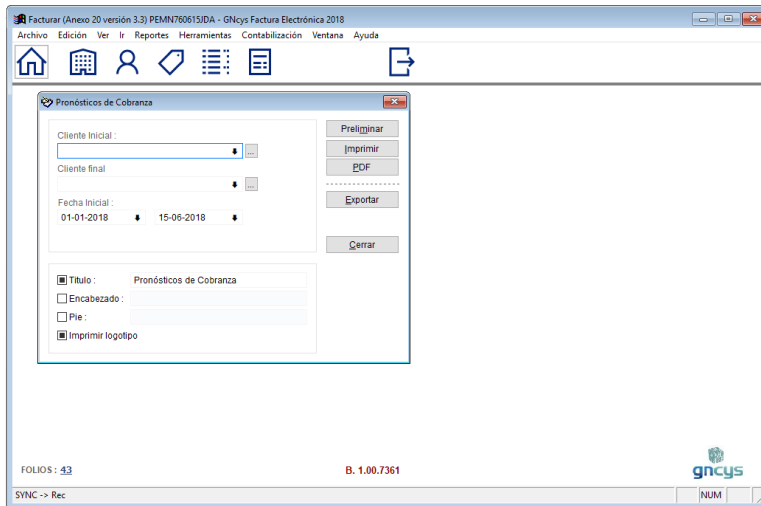 Facturar (Anexo 20 versión 3.3) PEMN760615JDA - GNcys Factura Electrónica 2018
Archivo Edición Ver Ir Reportes Herramientas Contabilización Ventana Ayuda
Pronósticos de Cobranza
Cliente Inicial :
...
Cliente final
...
Fecha Inicial :
01-01-2018 15-06-2018
Preliminar
Imprimir
PDF
Exportar
Cerrar
Titulo : Pronósticos de Cobranza
Encabezado :
Pie :
Imprimir logotipo
FOLIOS : 43
B. 1.00.7361
gncys
SYNC -> Rec
NUM